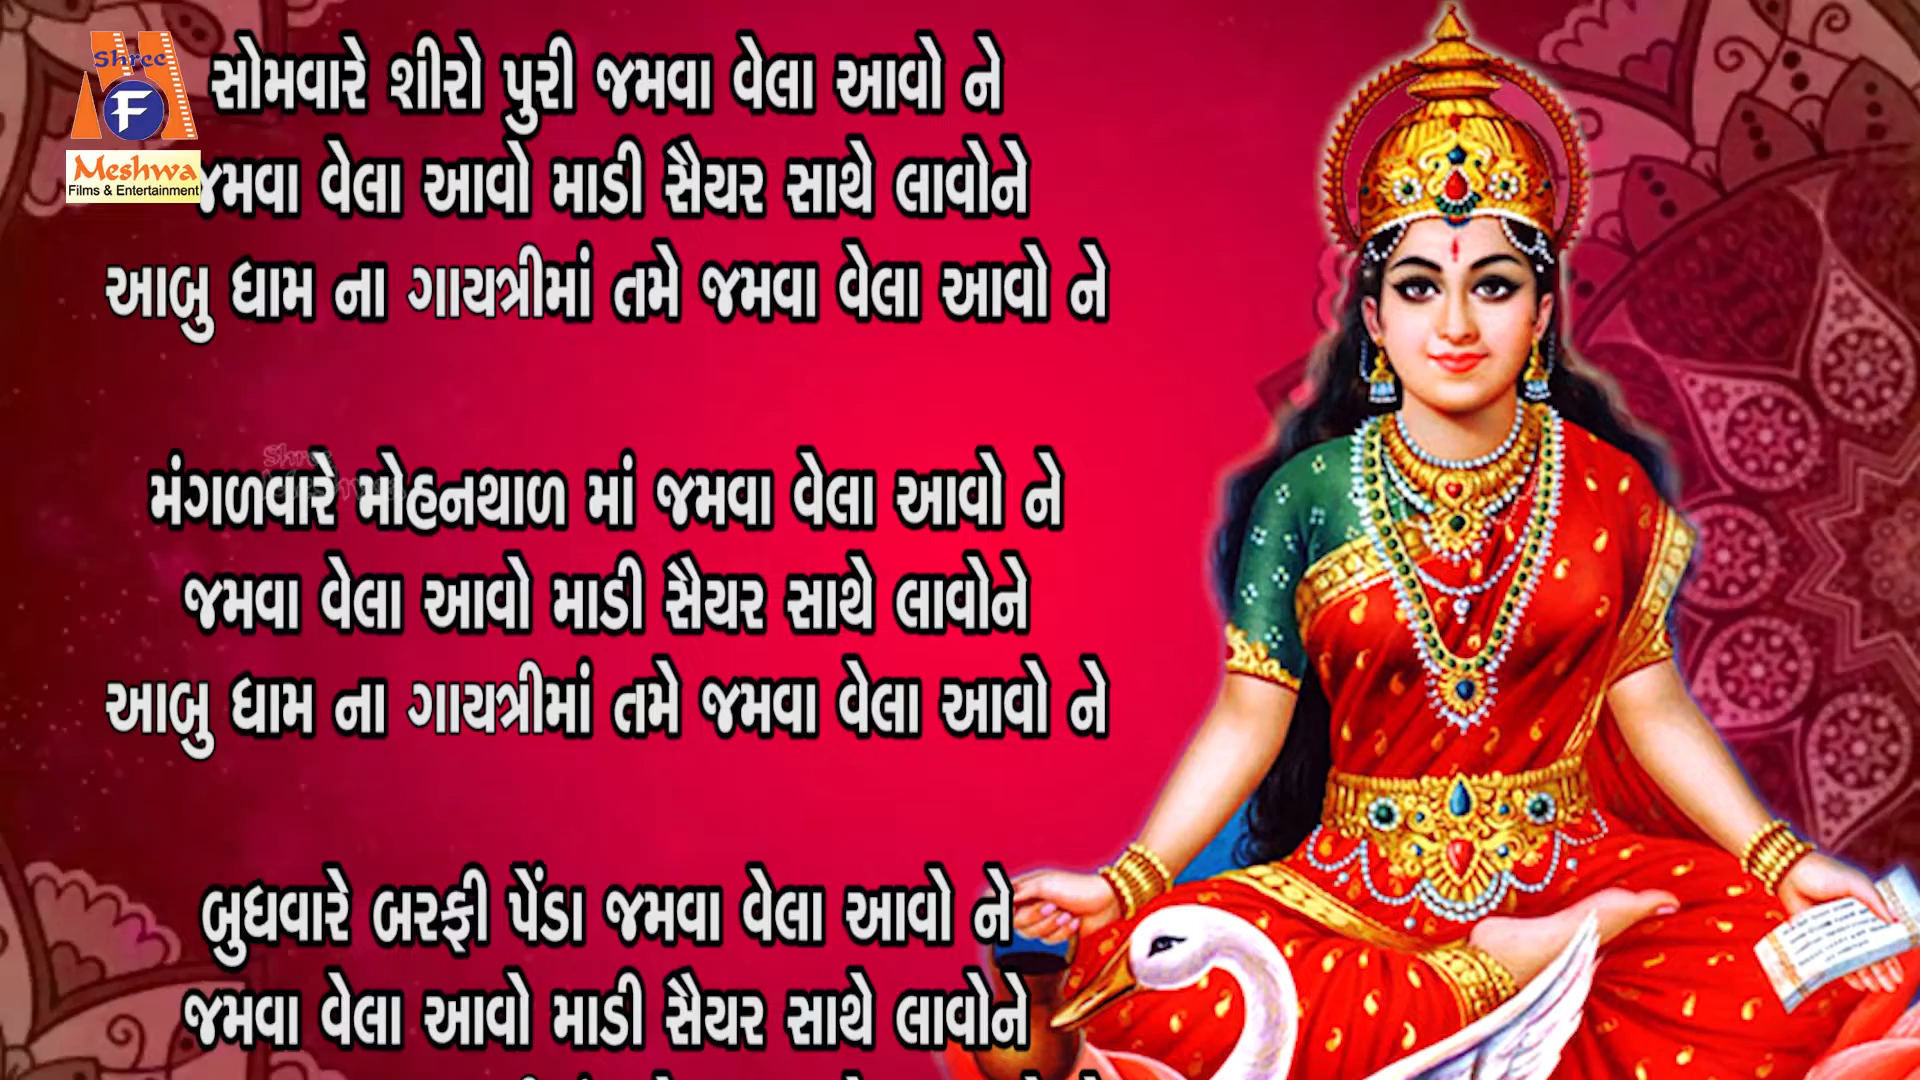 Shree
F
Meshwa
Films & Entertainment
સોમવારે શીરો પુરી જમવા વેલા આવો ને
જમવા વેલા આવો માડી સૈયર સાથે લાવોને
આબુ ધામ ના ગાયત્રીમાં તમે જમવા વેલા આવો ને
મંગળવારે મોહનથાળ માં જમવા વેલા આવો ને
જમવા વેલા આવો માડી સૈયર સાથે લાવોને
આબુ ધામ ના ગાયત્રીમાં તમે જમવા વેલા આવો ને
બુધવારે બરફી પેંડા જમવા વેલા આવો ને
જમવા વેલા આવો માડી સૈયર સાથે લાવોને